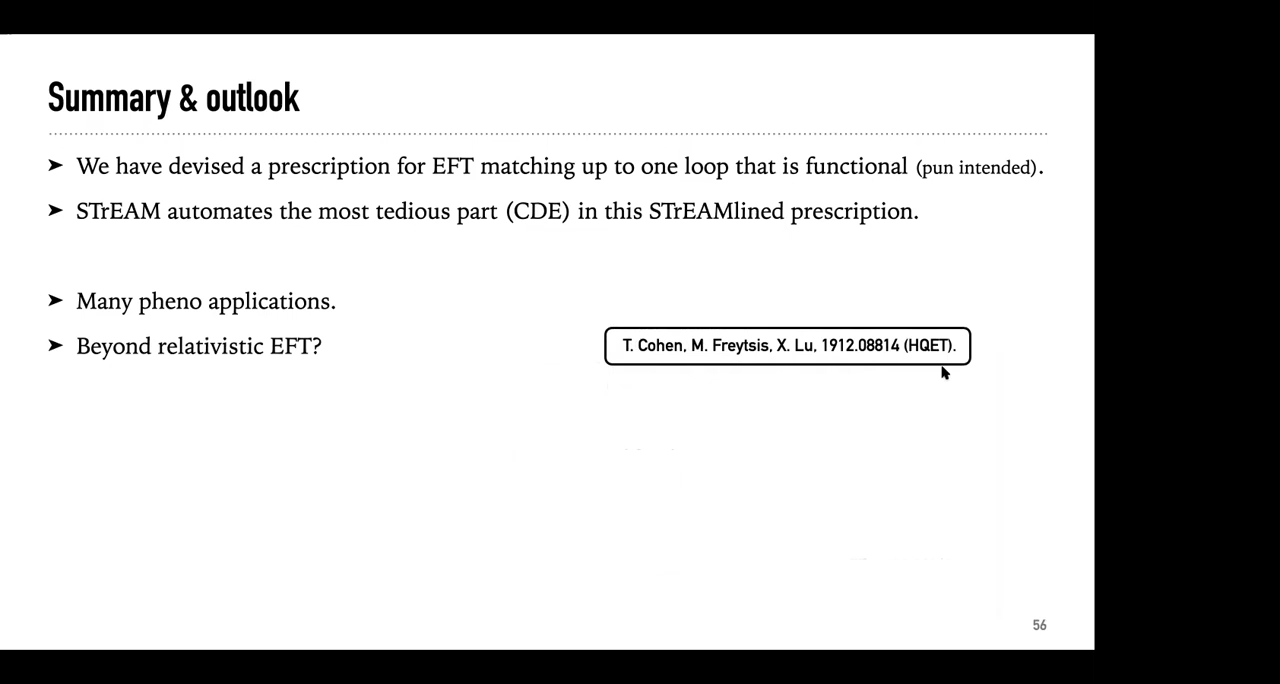 Summary & outlook
➤ We have devised a prescription for EFT matching up to one loop that is functional (pun intended).
➤ STrEAM automates the most tedious part (CDE) in this STrEAMlined prescription.
➤ Many pheno applications.
➤ Beyond relativistic EFT?
T. Cohen, M. Freytsis, X. Lu, 1912.08814 (HQET).
56